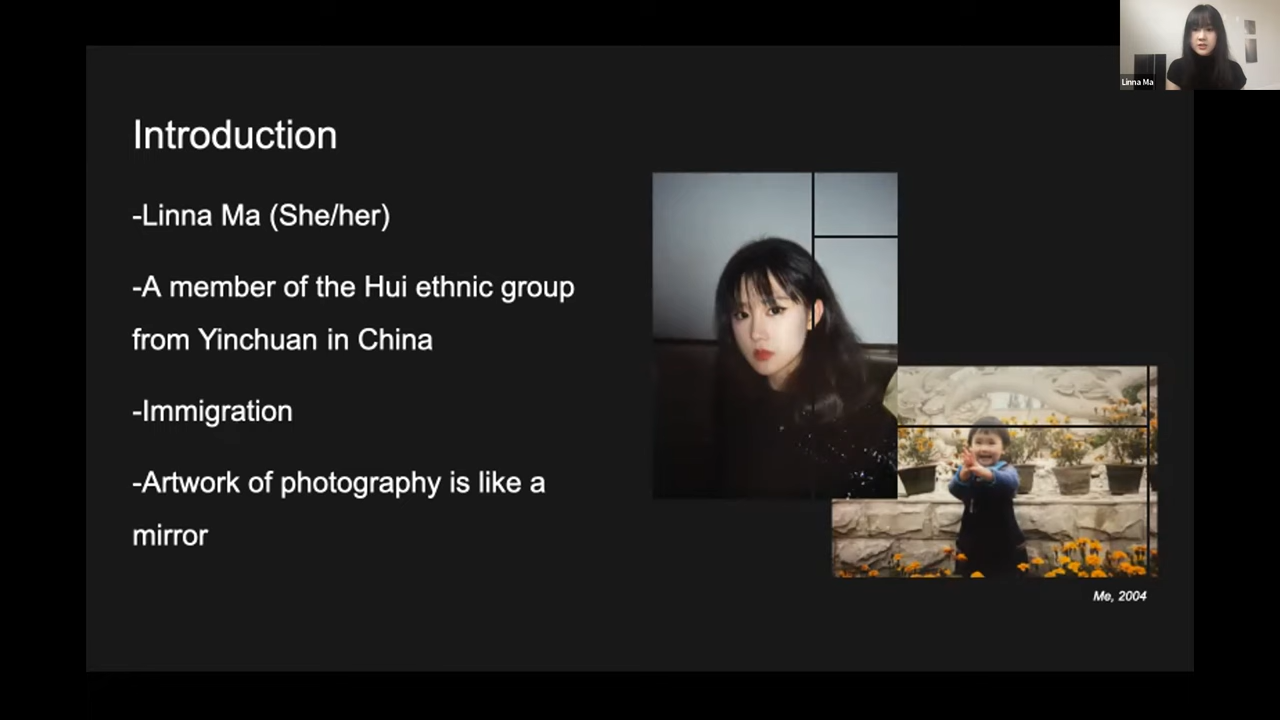 Linna Ma
Introduction
-Linna Ma (She/her)
-A member of the Hui ethnic group
from Yinchuan in China
-Immigration
-Artwork of photography is like a
mirror
Me, 2004